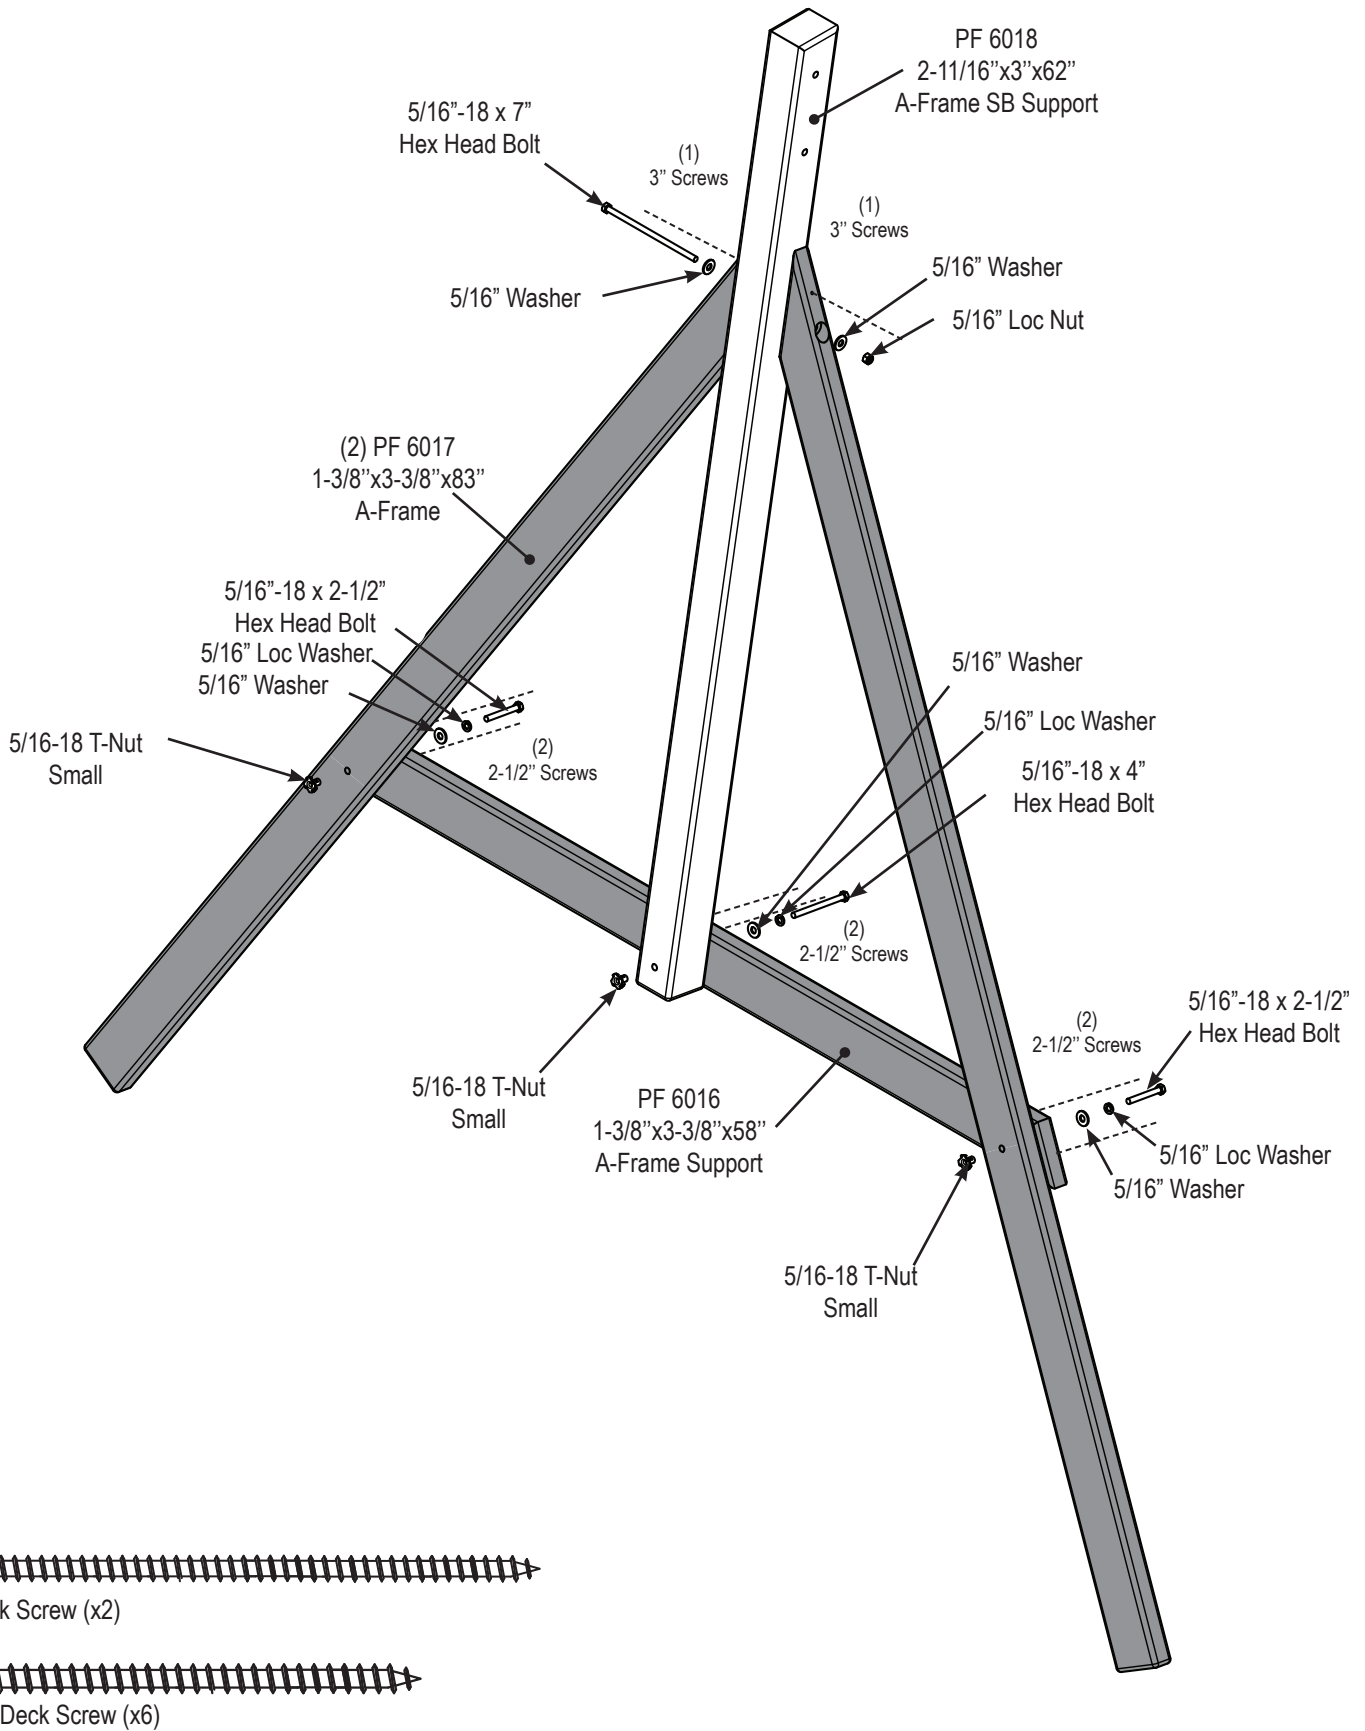 PF 6018
2-11/16’’x3’’x62’’
A-Frame SB Support
5/16”-18 x 7”
Hex Head Bolt
(1)
3’’ Screws
(1)
3’’ Screws
5/16” Washer
5/16” Washer
5/16” Loc Nut
(2) PF 6017
1-3/8’’x3-3/8’’x83’’
A-Frame
5/16”-18 x 2-1/2”
Hex Head Bolt
5/16” Loc Washer
5/16” Washer
5/16-18 T-Nut
Small
(2)
2-1/2’’ Screws
5/16” Washer
5/16” Loc Washer
5/16”-18 x 4”
Hex Head Bolt
(2)
2-1/2’’ Screws
5/16-18 T-Nut
Small
PF 6016
1-3/8’’x3-3/8’’x58’’
A-Frame Support
(2)
2-1/2’’ Screws
5/16”-18 x 2-1/2”
Hex Head Bolt
5/16” Loc Washer
5/16” Washer
5/16-18 T-Nut
Small
k Screw (x2)
Deck Screw (x6)